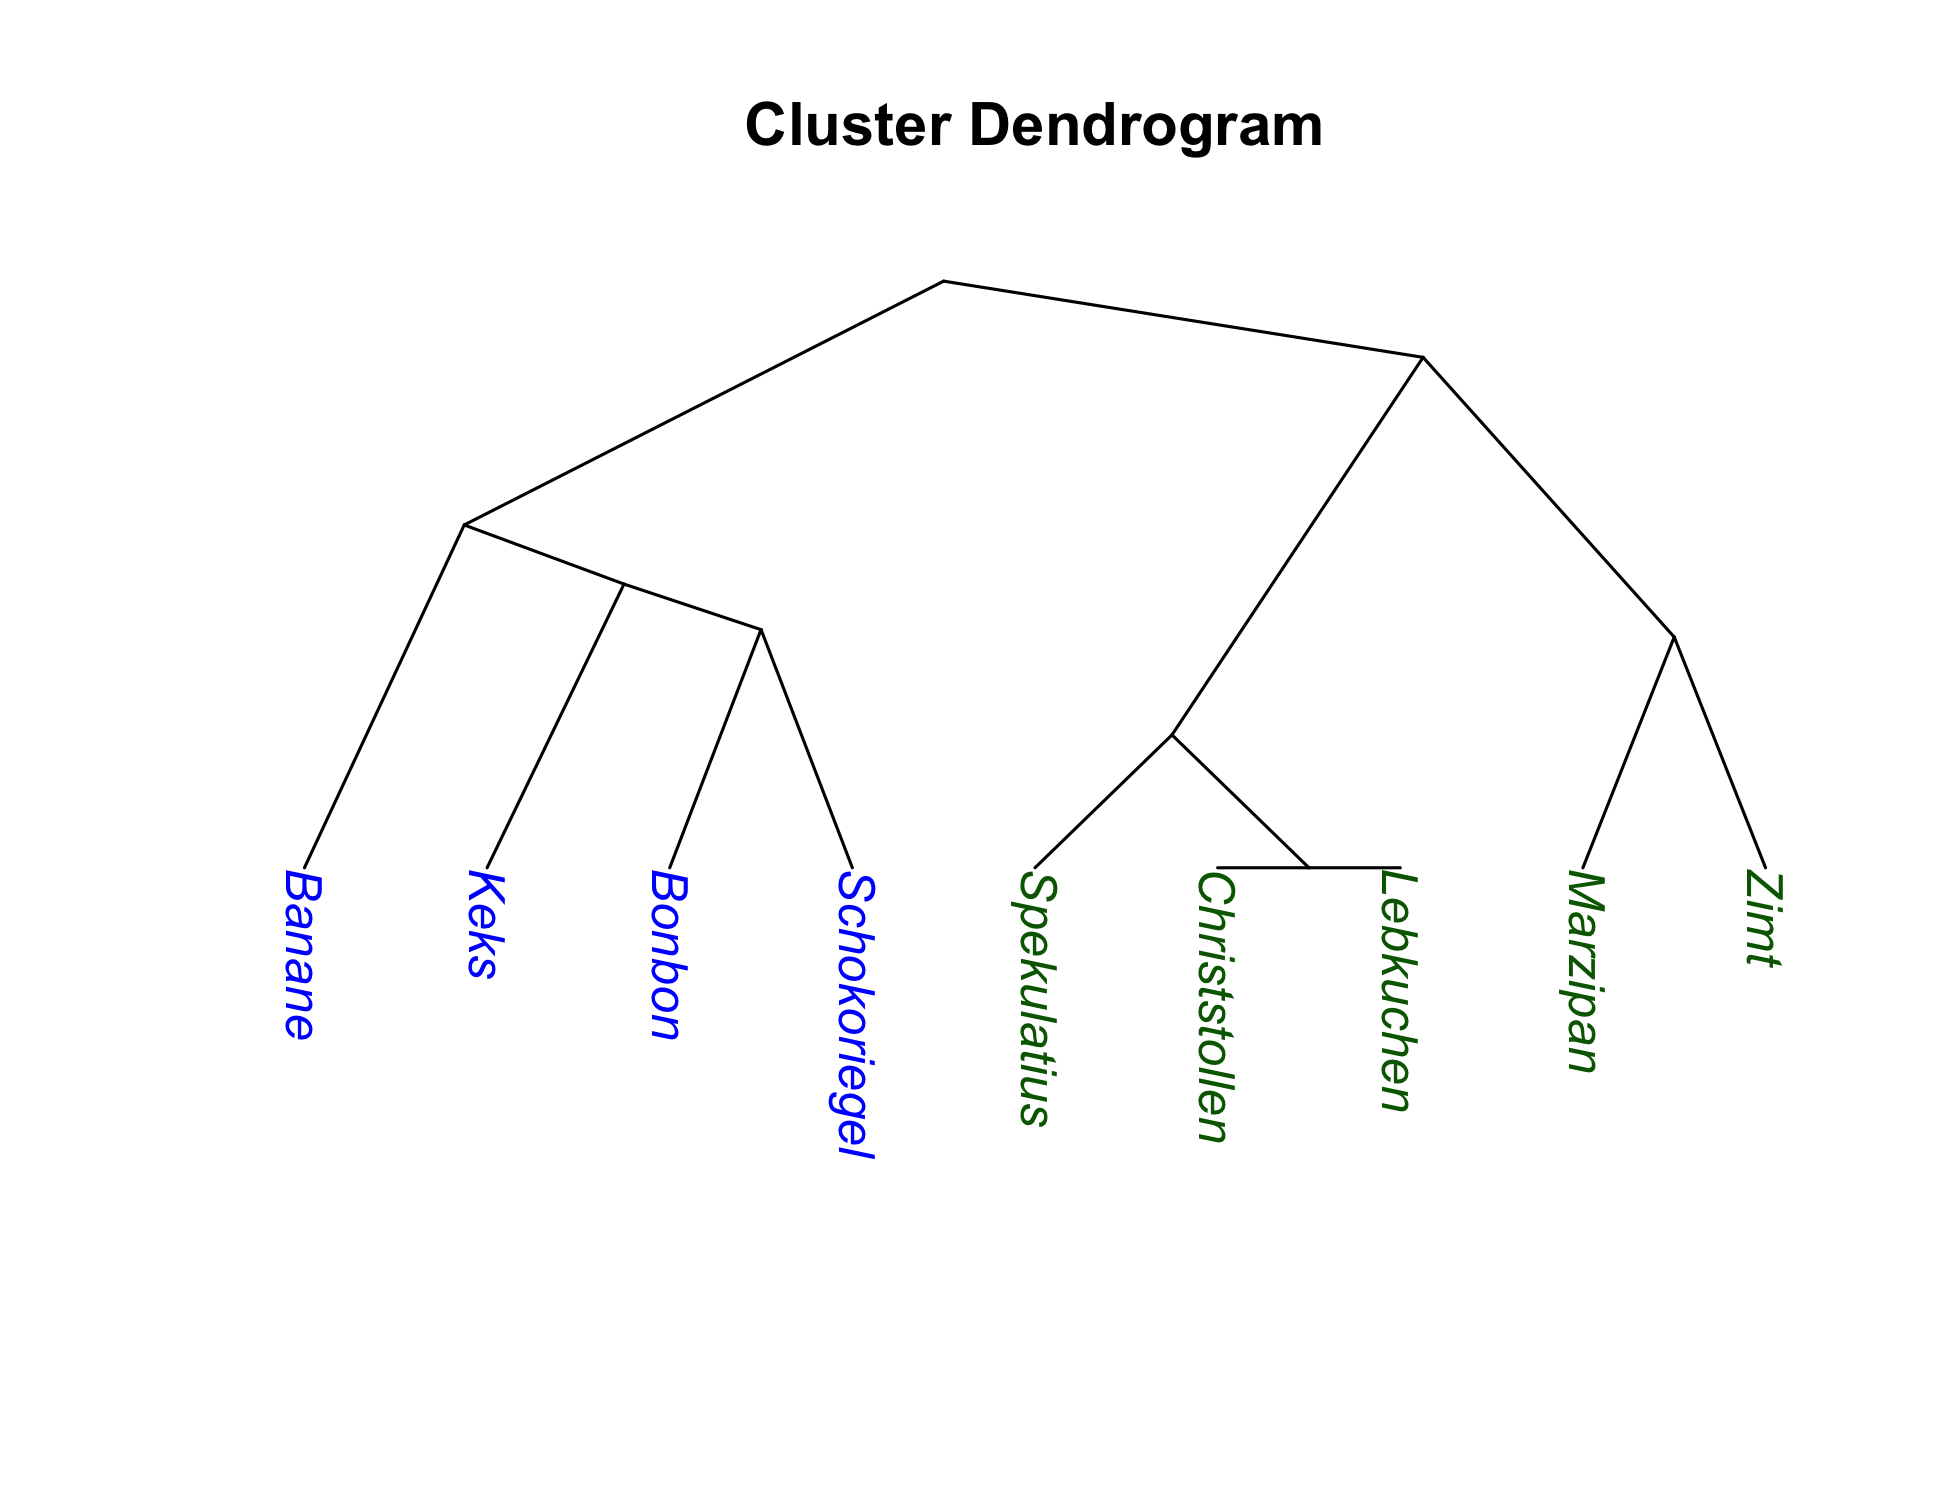 Cluster Dendrogram
Banane
Keks
Bonbon
Schokoriegel
Spekulatius
Christstollen
Lebkuchen
Marzipan
Zimt